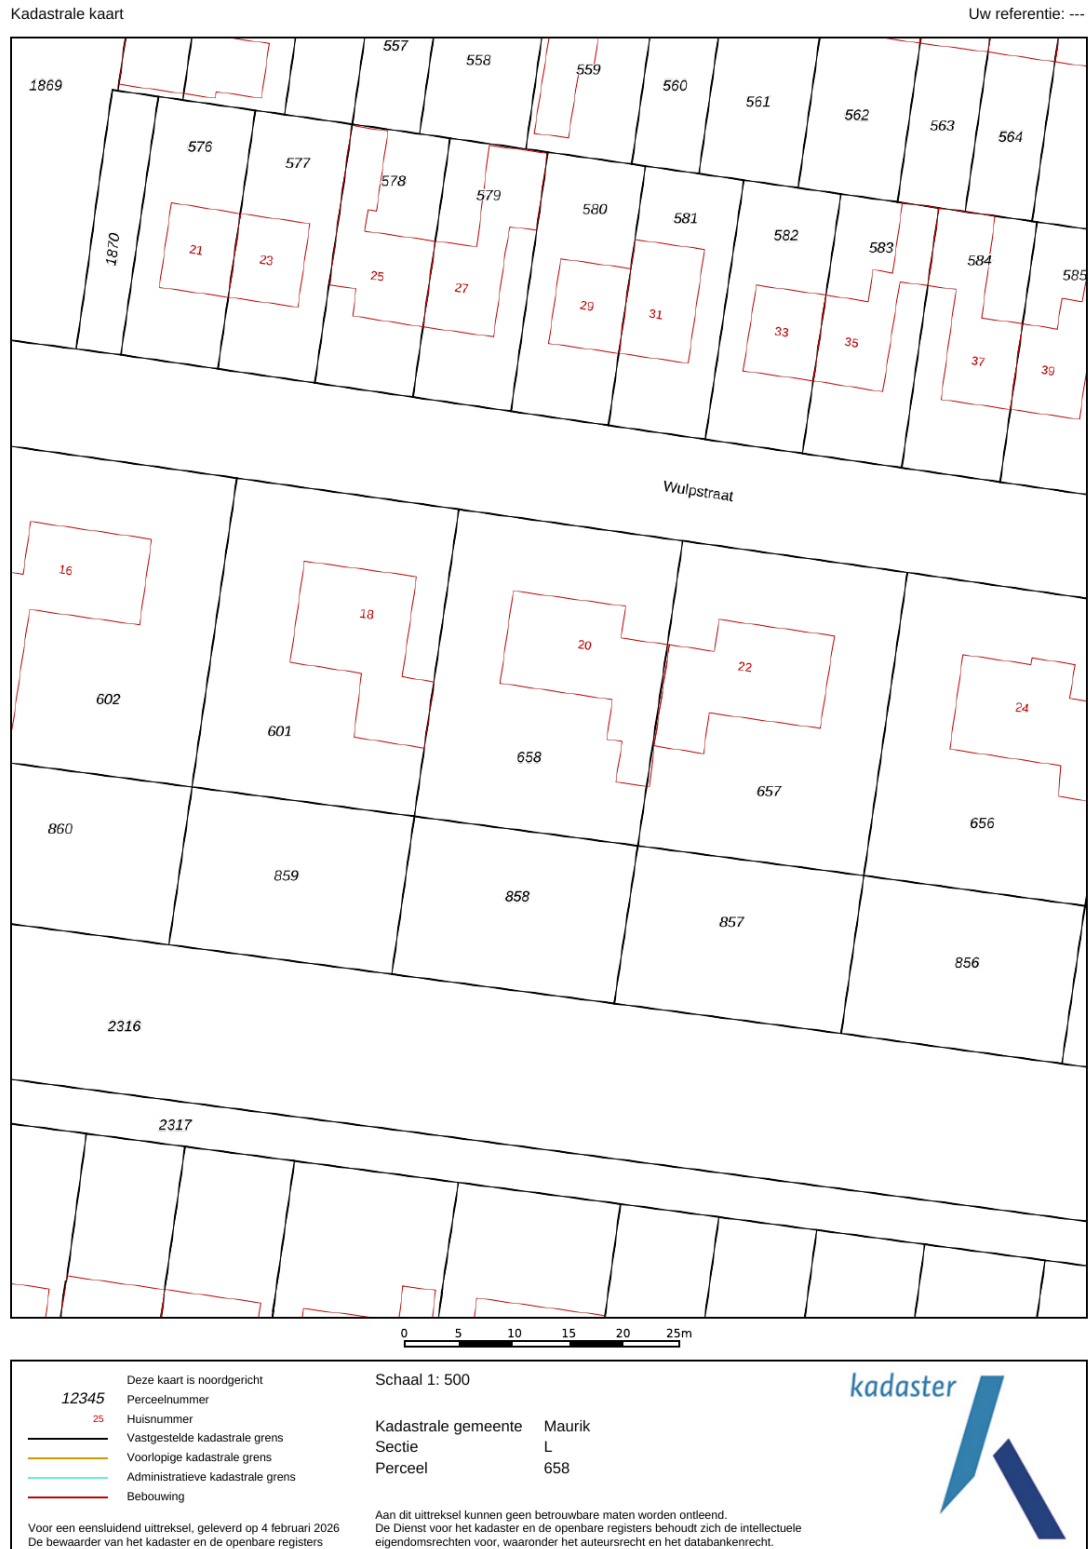 Kadastrale kaart
Uw referentie: ---
557
558
559
560
561
562
563
564
1869
576
577
578
579
580
581
582
583
584
585
1870
21
23
25
27
29
31
33
35
37
39
Wulpstraat
16
18
20
22
24
602
601
658
657
656
860
859
858
857
856
2316
2317
0 5 10 15 20 25m
Deze kaart is noordgericht
12345 Perceelnummer
25 Huisnummer
Vastgestelde kadastrale grens
Voorlopige kadastrale grens
Administratieve kadastrale grens
Bebouwing
Voor een eensluidend uittreksel, geleverd op 4 februari 2026
De bewaarder van het kadaster en de openbare registers
Schaal 1: 500
Kadastrale gemeente Maurik
Sectie L
Perceel 658
Aan dit uittreksel kunnen geen betrouwbare maten worden ontleend.
De Dienst voor het kadaster en de openbare registers behoudt zich de intellectuele
eigendomsrechten voor, waaronder het auteursrecht en het databankenrecht.
kadaster